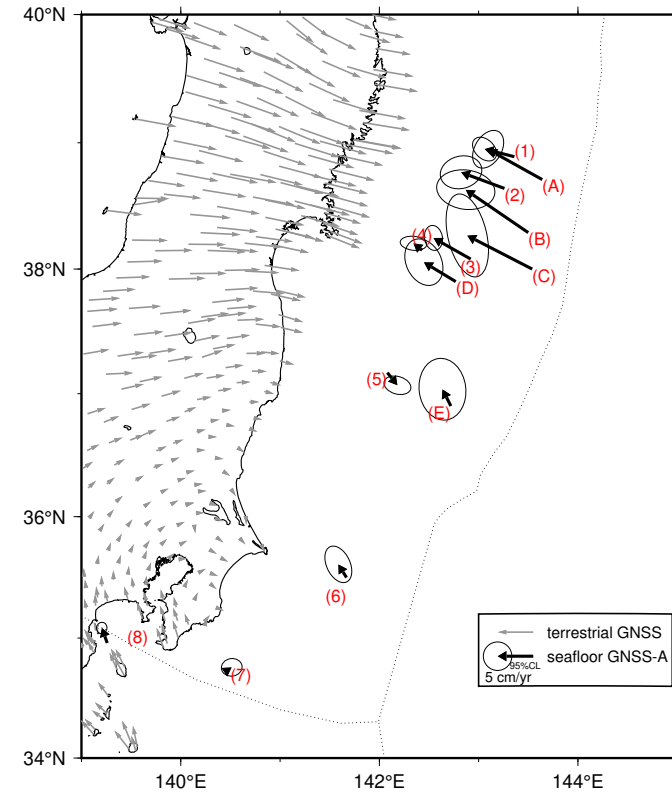 40°N
(1)
(A)
(2)
(B)
(4)
(3)
38°N
(C)
(D)
(5)
(E)
36°N
(6)
(8)
terrestrial GNSS
seafloor GNSS-A
95%CL
5 cm/yr
(7)
34°N
140°E
142°E
144°E